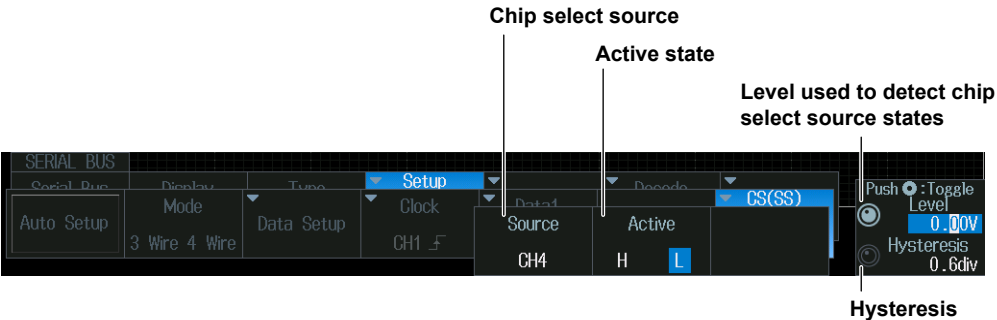 Chip select source
Active state
Level used to detect chip
select source states
SERIAL BUS
Serial Bus Display Type Setup Decode
Auto Setup Mode Data Setup Clock Data1 CS(SS)
3 Wire 4 Wire CH1
Source Active
CH4 H L
Push :Toggle
Level
0.00V
Hysteresis
0.6div
Hysteresis